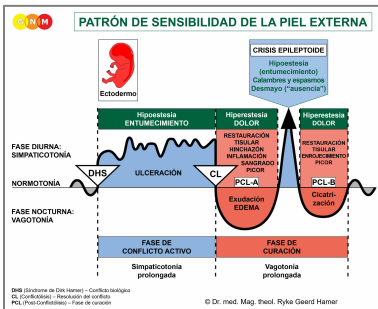 GNM
PATRÓN DE SENSIBILIDAD DE LA PIEL EXTERNA
Ectodermo
CRISIS EPILEPTOIDE
Hipoestesia
(entumecimiento)
Calambres y espasmos
Desmayo (“ausencia”)
Hipoestesia
ENTUMECIMIENTO
Hiperestesia
DOLOR
Hiperestesia
DOLOR
RESTAURACIÓN
TISULAR
HINCHAZÓN
INFLAMACIÓN
SANGRADO
PICOR
RESTAURACIÓN
TISULAR
ENROJECIMIENTO
PICOR
FASE DIURNA:
SIMPATICOTONÍA
DHS
ULCERACIÓN
CL
PCL-A
PCL-B
NORMOTONÍA
Exudación
EDEMA
Cicatri-
zación
FASE NOCTURNA:
VAGOTONÍA
FASE DE
CONFLICTO ACTIVO
FASE DE
CURACIÓN
Simpaticotonía
prolongada
Vagotonía
prolongada
DHS (Síndrome de Dirk Hamer) – Conflicto biológico
CL (Conflictólisis) – Resolución del conflicto
PCL (Post-Conflictólisis) – Fase de curación
© Dr. med. Mag. theol. Ryke Geerd Hamer